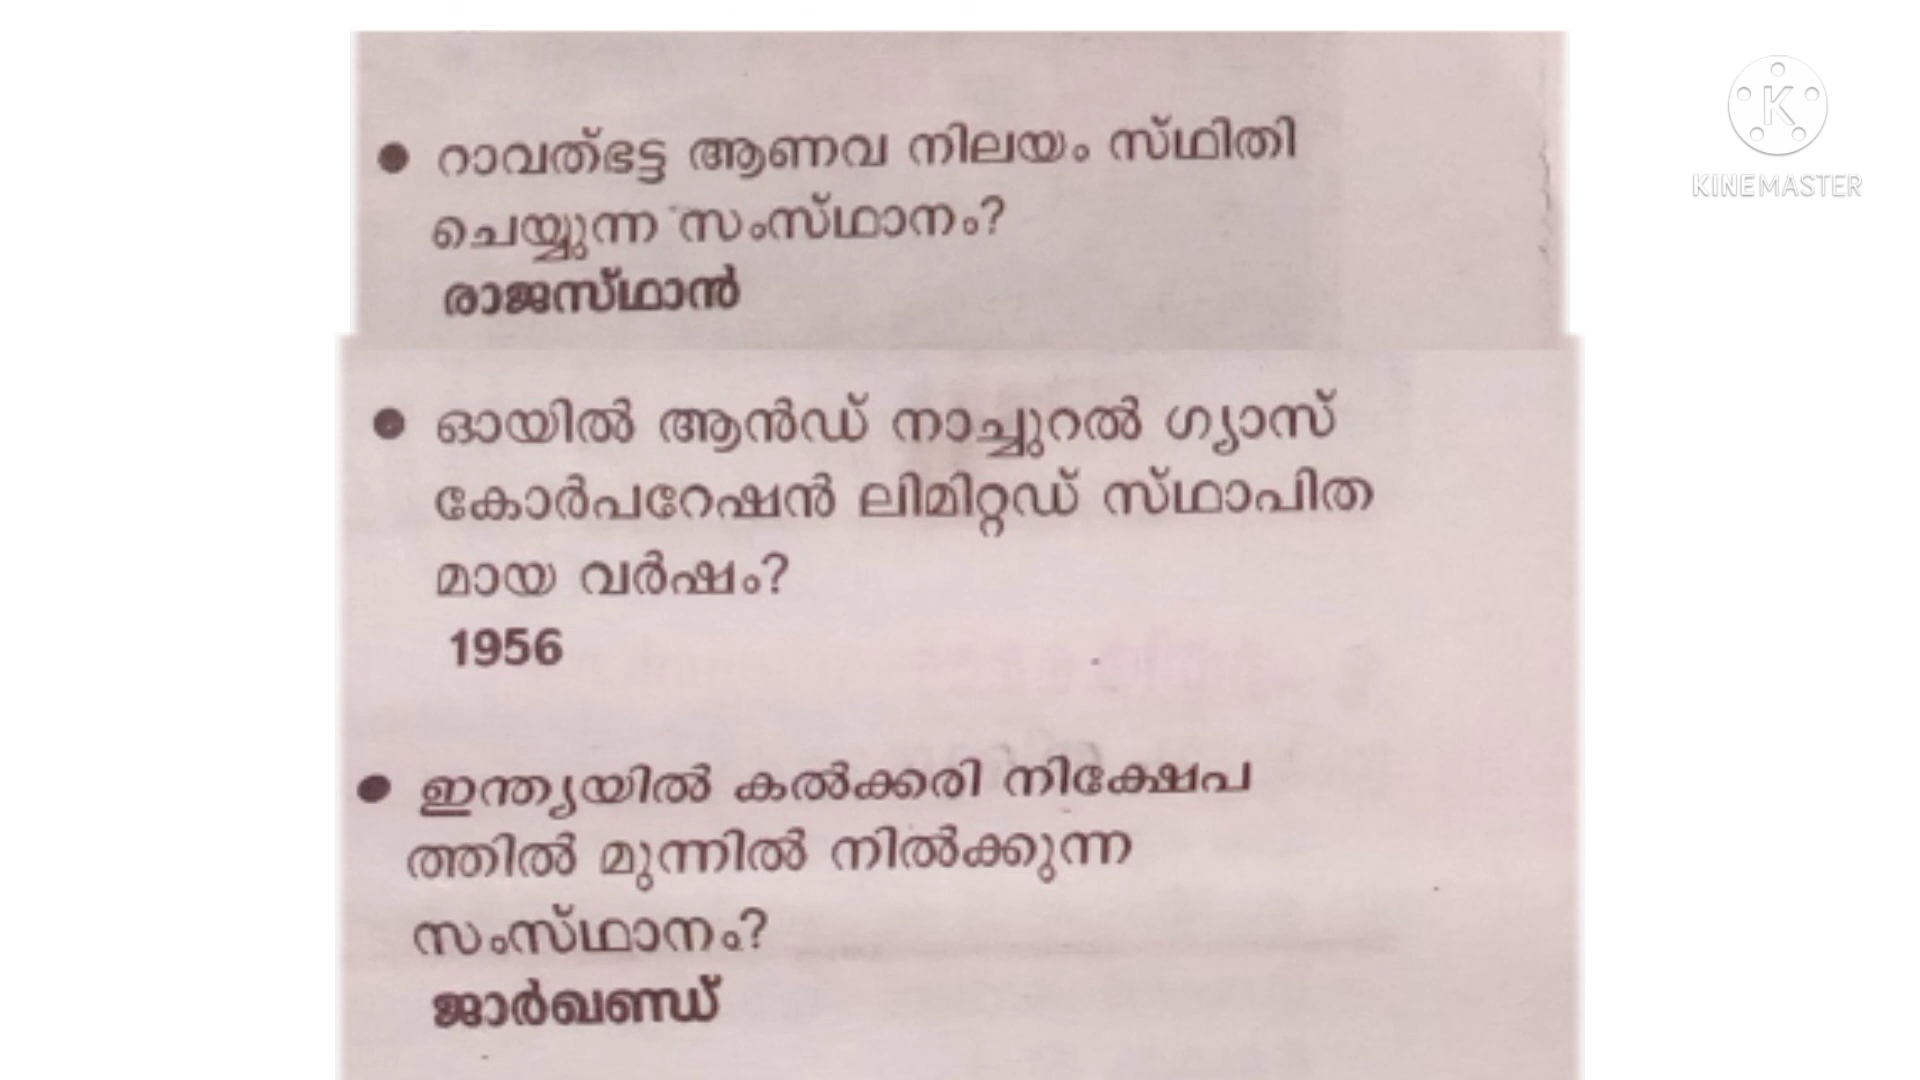 ● റാവത്ഭട്ട ആണവ നിലയം സ്ഥിതി
ചെയ്യുന്ന സംസ്ഥാനം?
രാജസ്ഥാൻ
● ഓയിൽ ആൻഡ് നാച്ചുറൽ ഗ്യാസ്
കോർപറേഷൻ ലിമിറ്റഡ് സ്ഥാപിത
മായ വർഷം?
1956
● ഇന്ത്യയിൽ കൽക്കരി നിക്ഷേപ
ത്തിൽ മുന്നിൽ നിൽക്കുന്ന
സംസ്ഥാനം?
ജാർഖണ്ഡ്
K
KINEMASTER